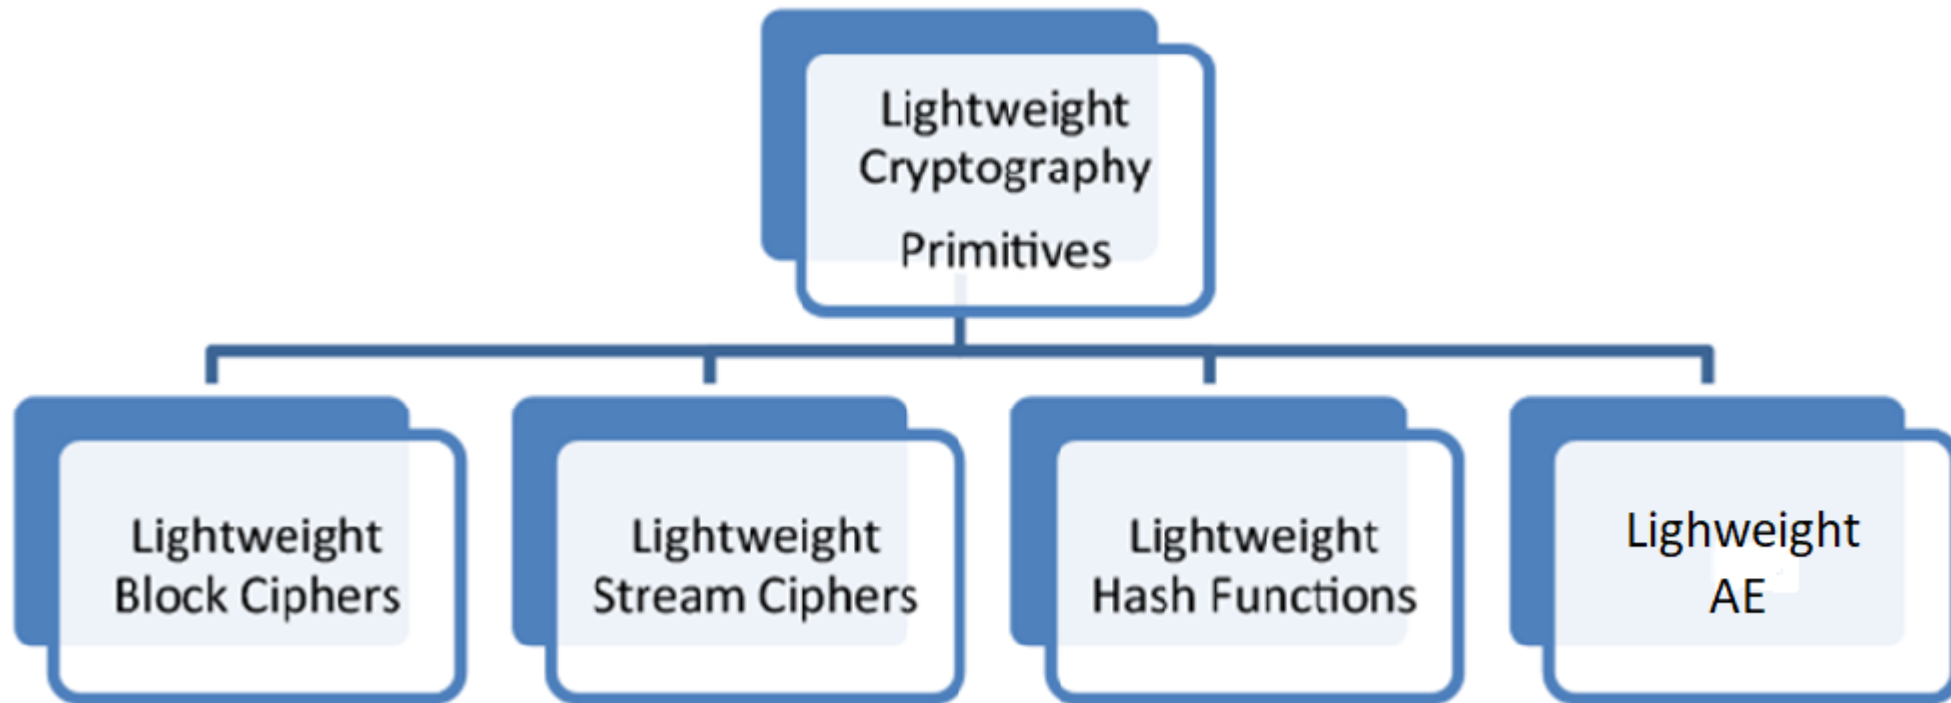 Lightweight
Cryptography
Primitives
Lightweight
Block Ciphers
Lightweight
Stream Ciphers
Lightweight
Hash Functions
Lighweight
AE